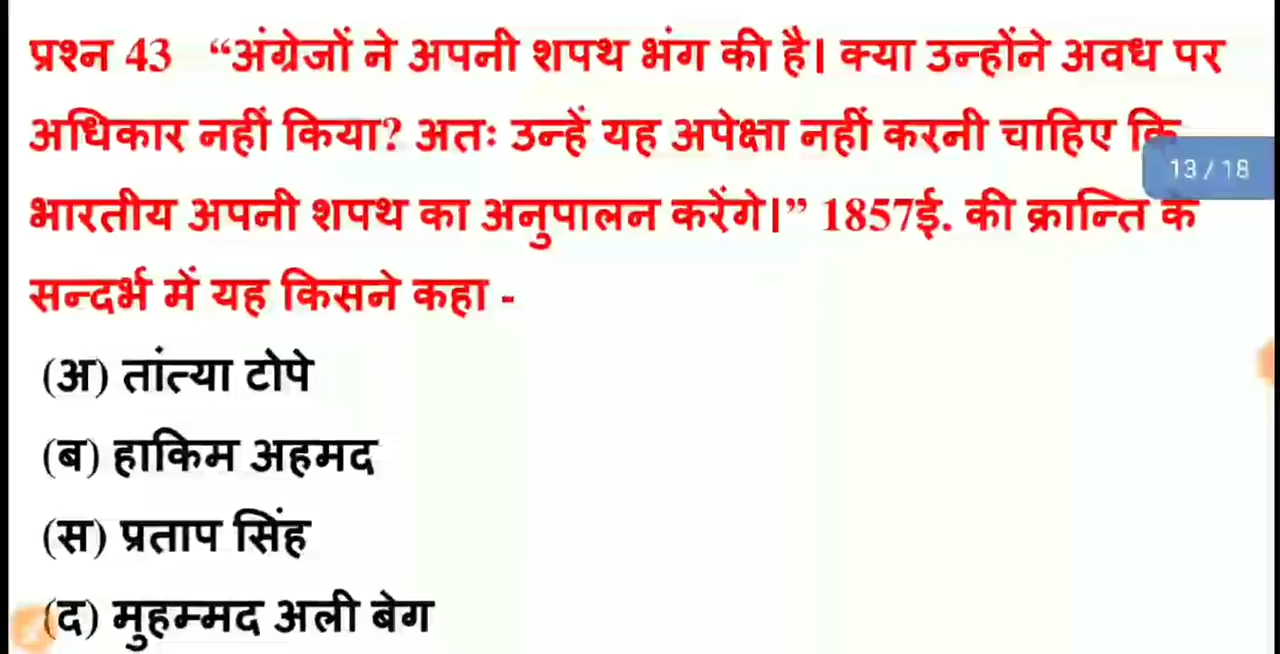 प्रश्न 43 “अंग्रेजों ने अपनी शपथ भंग की है। क्या उन्होंने अवध पर
अधिकार नहीं किया? अतः उन्हें यह अपेक्षा नहीं करनी चाहिए कि
13 / 18
भारतीय अपनी शपथ का अनुपालन करेंगे।” 1857ई. की क्रान्ति के
सन्दर्भ में यह किसने कहा -
(अ) तांत्या टोपे
(ब) हाकिम अहमद
(स) प्रताप सिंह
(द) मुहम्मद अली बेग